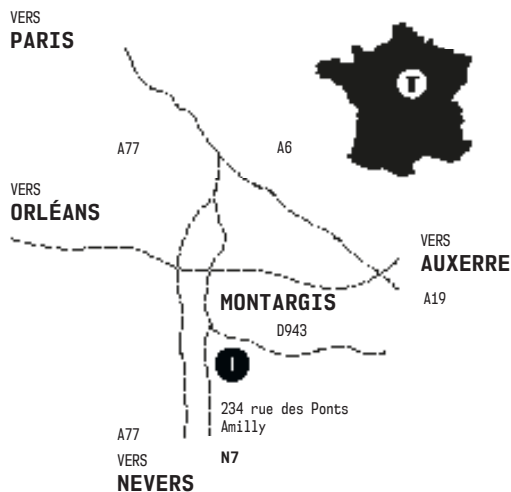 VERS
PARIS
T
A77
A6
VERS
ORLÉANS
VERS
AUXERRE
A19
MONTARGIS
D943
I
234 rue des Ponts
Amilly
A77
N7
VERS
NEVERS